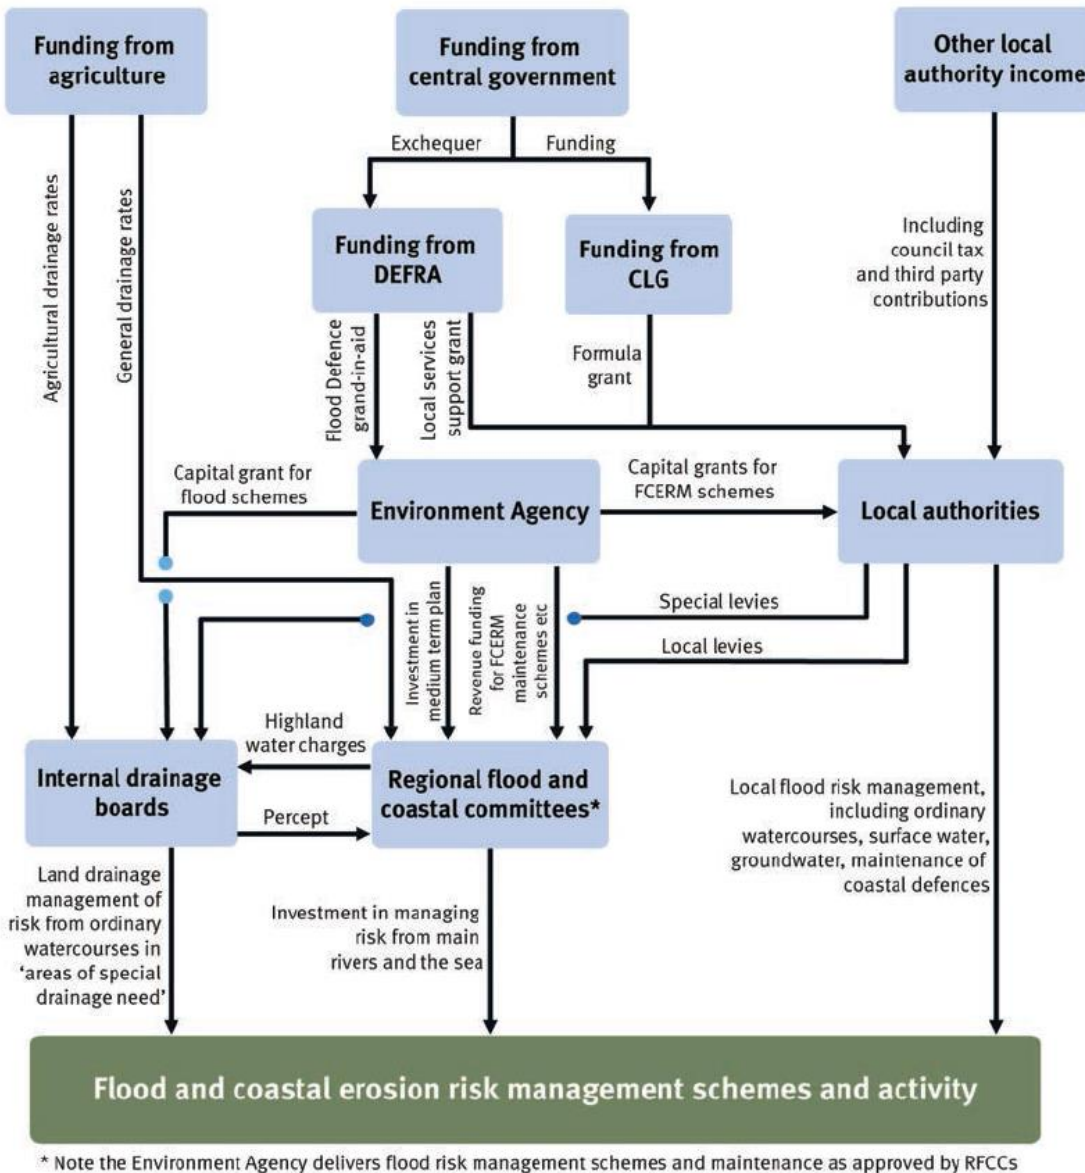 Funding from
agriculture
Funding from
central government
Other local
authority income
Exchequer
Funding
Agricultural drainage rates
General drainage rates
Funding from
DEFRA
Funding from
CLG
Including
council tax
and third party
contributions
Flood Defence
grand-in-aid
Local services
support grant
Formula
grant
Capital grant for
flood schemes
Environment Agency
Capital grants for
FCERM schemes
Local authorities
Investment in
medium term plan
Revenue funding
for FCERM
maintenance
schemes etc
Special levies
Local levies
Highland
water charges
Internal drainage
boards
Regional flood and
coastal committees*
Percept
Land drainage
management of
risk from ordinary
watercourses in
‘areas of special
drainage need’
Investment in managing
risk from main
rivers and the sea
Local flood risk management,
including ordinary
watercourses, surface water,
groundwater, maintenance of
coastal defences
Flood and coastal erosion risk management schemes and activity
* Note the Environment Agency delivers flood risk management schemes and maintenance as approved by RFCCs